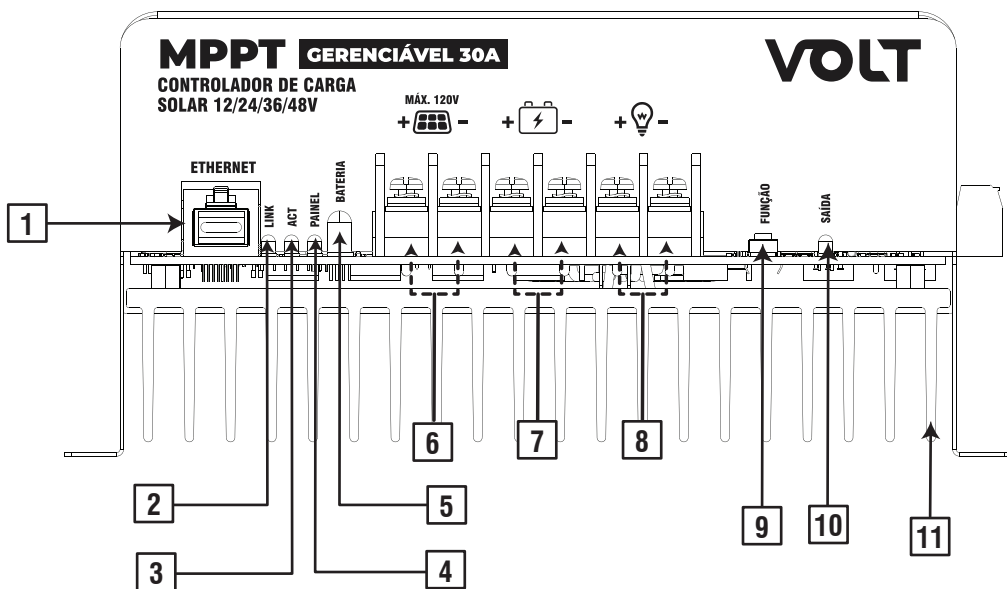 MPPT GERENCIÁVEL 30A
VOLT
CONTROLADOR DE CARGA
SOLAR 12/24/36/48V
MÁX. 120V
+ -
+ -
+ -
ETHERNET
LINK
ACT
PAINEL
BATERIA
FUNÇÃO
SAÍDA
1
6
7
8
2
5
9
10
11
3
4